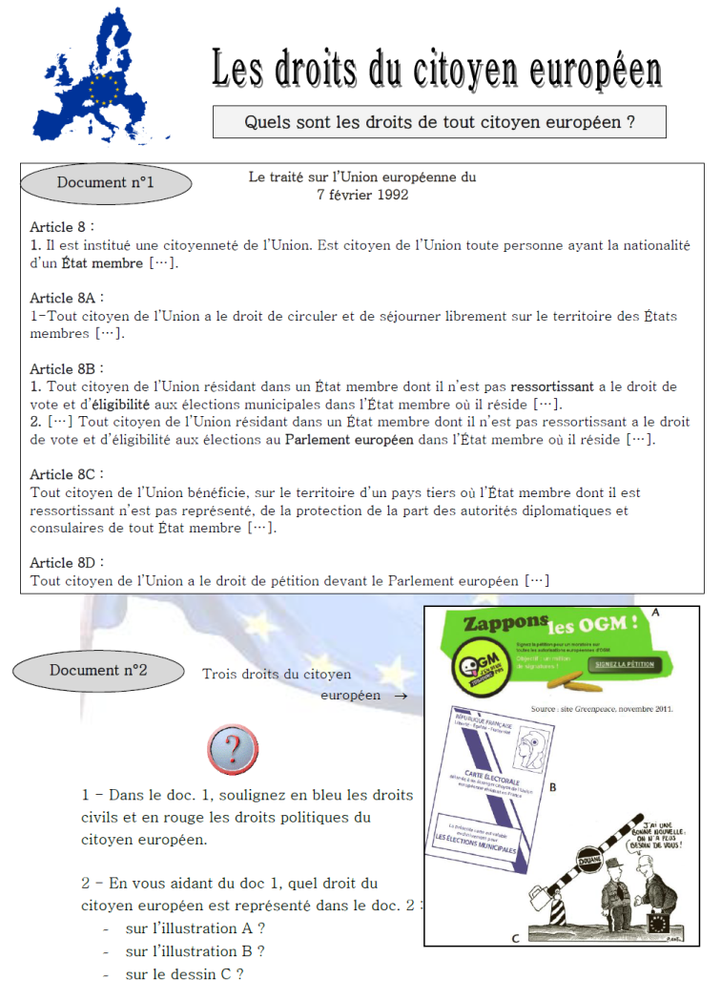 Les droits du citoyen européen
Quels sont les droits de tout citoyen européen ?
Document n°1
Le traité sur l'Union européenne du
7 février 1992
Article 8 :
1. Il est institué une citoyenneté de l'Union. Est citoyen de l'Union toute personne ayant la nationalité
d'un État membre […].
Article 8A :
1-Tout citoyen de l'Union a le droit de circuler et de séjourner librement sur le territoire des États
membres […].
Article 8B :
1. Tout citoyen de l'Union résidant dans un État membre dont il n'est pas ressortissant a le droit de
vote et d'éligibilité aux élections municipales dans l'État membre où il réside […].
2. […] Tout citoyen de l'Union résidant dans un État membre dont il n'est pas ressortissant a le droit
de vote et d'éligibilité aux élections au Parlement européen dans l'État membre où il réside […].
Article 8C :
Tout citoyen de l'Union bénéficie, sur le territoire d'un pays tiers où l'État membre dont il est
ressortissant n'est pas représenté, de la protection de la part des autorités diplomatiques et
consulaires de tout État membre […].
Article 8D :
Tout citoyen de l'Union a le droit de pétition devant le Parlement européen […]
Document n°2
Trois droits du citoyen
européen →
A
Zappons les OGM !
Signez la pétition pour un moratoire sur
toutes les autorisations européennes d'OGM
Objectif : un million
de signatures !
SIGNEZ LA PÉTITION
OGM
Source : site Greenpeace, novembre 2011.
RÉPUBLIQUE FRANÇAISE
Liberté - Égalité - Fraternité
CARTE ÉLECTORALE
La présente carte est valable
LES ÉLECTIONS MUNICIPALES
B
J'AI UNE
BONNE NOUVELLE:
ON N'A PLUS
BESOIN DE VOUS!
DOUANE
C
?
1 - Dans le doc. 1, soulignez en bleu les droits
civils et en rouge les droits politiques du
citoyen européen.
2 - En vous aidant du doc 1, quel droit du
citoyen européen est représenté dans le doc. 2 :
- sur l'illustration A ?
- sur l'illustration B ?
- sur le dessin C ?